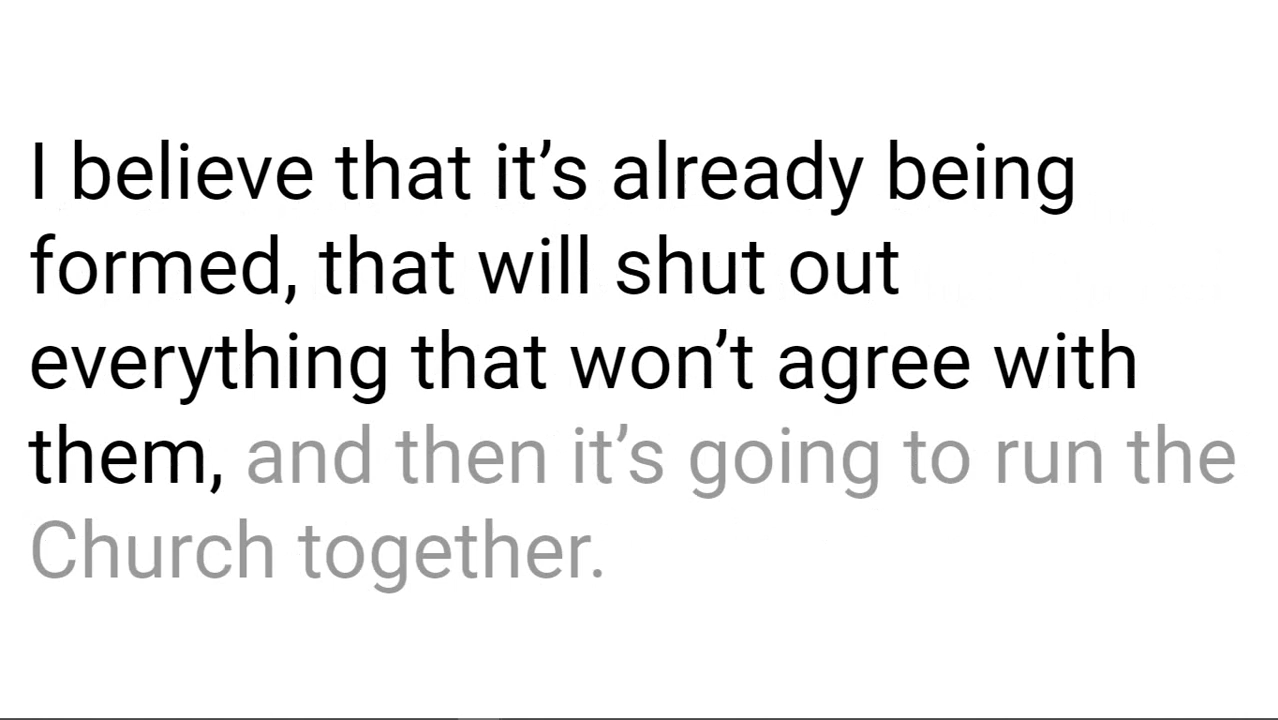 I believe that it’s already being
formed, that will shut out
everything that won’t agree with
them, and then it’s going to run the
Church together.